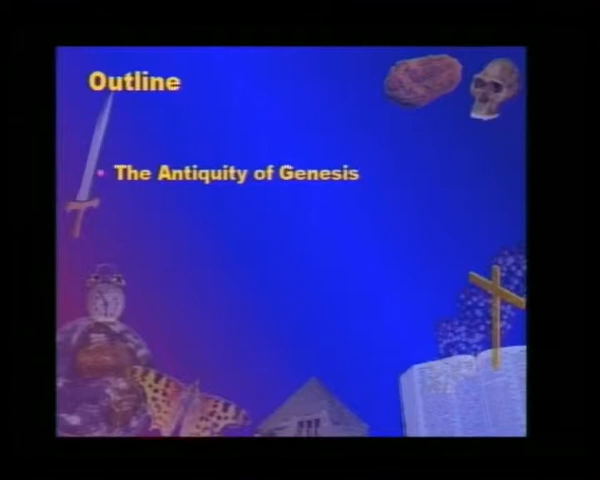 Outline
• The Antiquity of Genesis